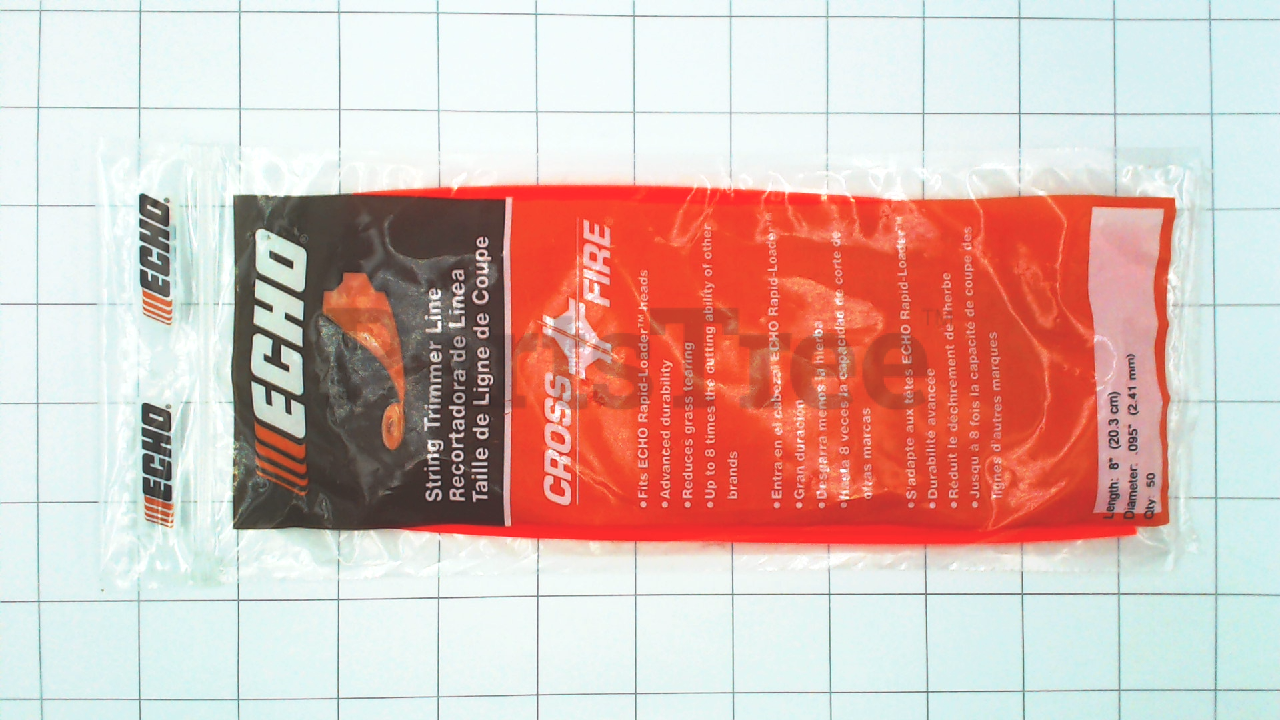 ECHO
ECHO
ECHO
String Trimmer Line
Recortadora de Linea
Taille de Ligne de Coupe
CROSS FIRE
• Fits ECHO Rapid-Loader™ heads
• Advanced durability
• Reduces grass tearing
• Up to 8 times the cutting ability of other
brands
• Entra en el cabezal ECHO Rapid-Loader™
• Gran duración
• Desgarra menos la hierba
• Hasta 8 veces la capacidad de corte de
otras marcas
• S'adapte aux têtes ECHO Rapid-Loader™
• Durabilité avancée
• Réduit le déchirement de l'herbe
• Jusqu'à 8 fois la capacité de coupe des
lignes d'autres marques
Length: 8" (20.3 cm)
Diameter: .095" (2.41 mm)
Qty: 50
PartsTree™